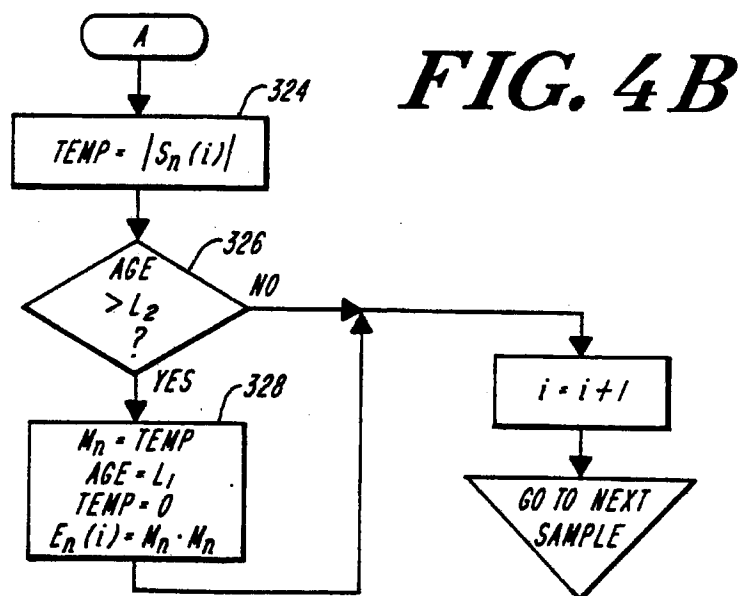 A
FIG. 4B
324
TEMP = |Sn(i)|
326
AGE
> L2
?
NO
YES
328
Mn = TEMP
AGE = L1
TEMP = 0
En(i) = Mn · Mn
i = i + 1
GO TO NEXT
SAMPLE